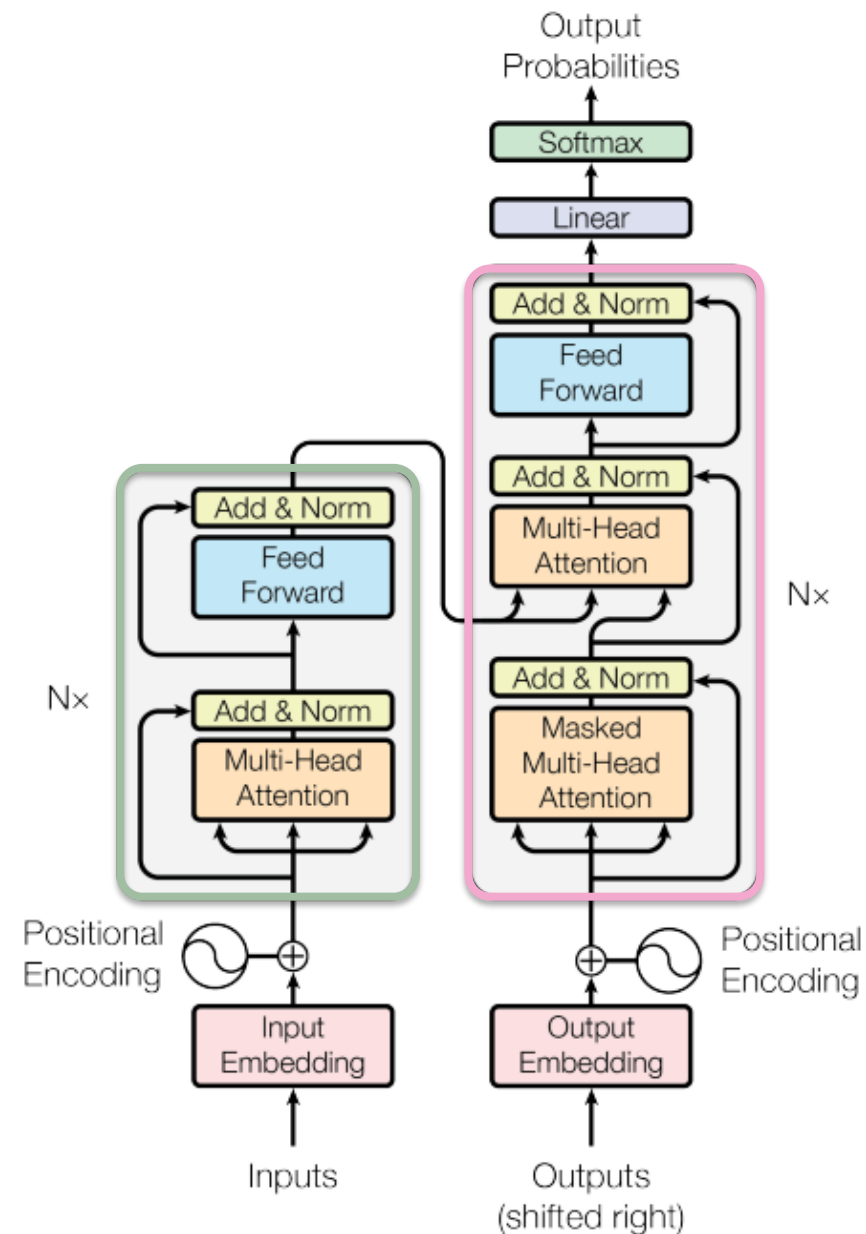 Output
Probabilities
Softmax
Linear
Add & Norm
Feed
Forward
Add & Norm
Multi-Head
Attention
Nx
Add & Norm
Masked
Multi-Head
Attention
Add & Norm
Feed
Forward
Nx
Add & Norm
Multi-Head
Attention
Positional
Encoding
Positional
Encoding
Input
Embedding
Output
Embedding
Inputs
Outputs
(shifted right)